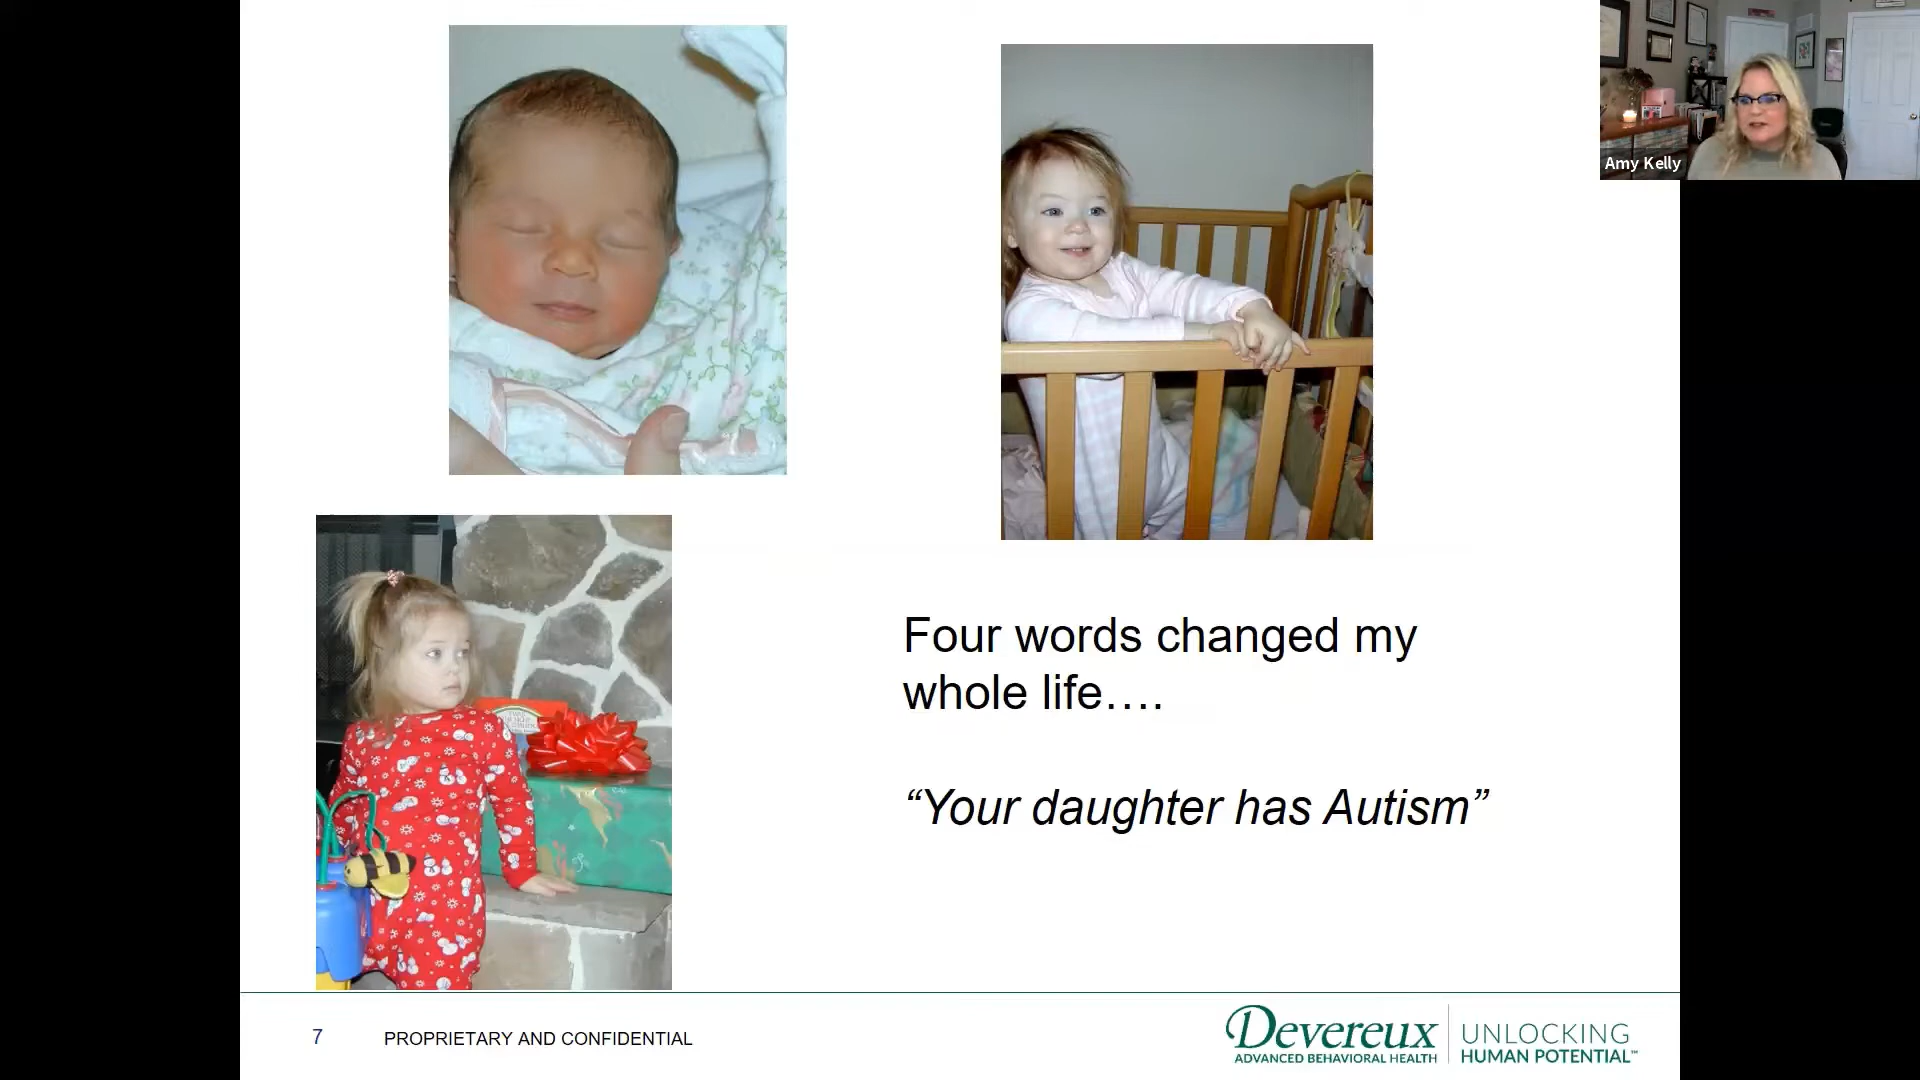 Amy Kelly
Four words changed my
whole life....
“Your daughter has Autism”
7
PROPRIETARY AND CONFIDENTIAL
Devereux
ADVANCED BEHAVIORAL HEALTH
UNLOCKING
HUMAN POTENTIAL™